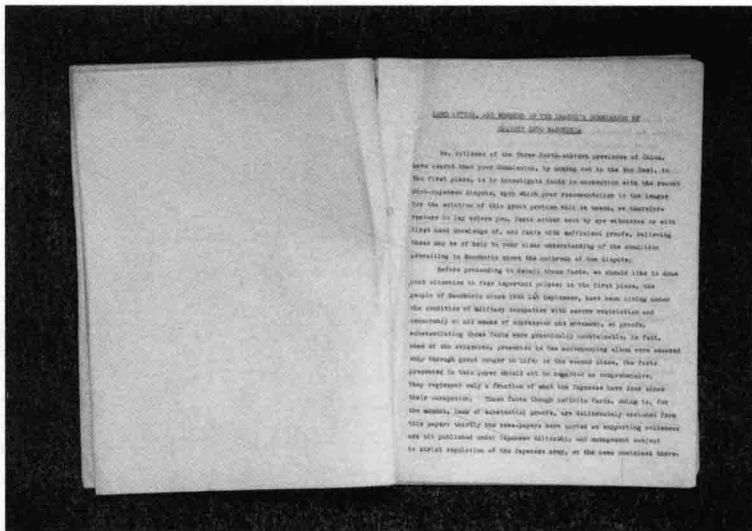 LORD LYTTON, AND MEMBERS OF THE LEAGUE'S COMMISSION OF
ENQUIRY INTO MANCHURIA
We, citizens of the Three North-eastern provinces of China,
have learnt that your Commission, by coming out to the Far East, is
the first place, is to investigate facts in connection with the recent
Sino-Japanese dispute, upon which your recommendation to the League
for the solution of this great problem will be based, we therefore
venture to lay before you, facts either seen by eye witnesses or with
first hand knowledge of, and facts with sufficient proofs, believing
these may be of help to your clear understanding of the condition
prevailing in Manchuria since the outbreak of the dispute.
Before proceeding to detail these facts, we should like to draw
your attention to four important points: in the first place, the
people of Manchuria since 18th September, have been living under
the condition of military occupation with severe restriction and
censorship on all means of expression and movement, so proofs,
substantiating these facts were practically unobtainable, in fact,
some of the evidences, presented in the accompanying album were secured
only through great danger to life; in the second place, the facts
presented in this paper should not be regarded as comprehensive.
They represent only a fraction of what the Japanese have done since
their occupation. Those facts though definite facts, owing to, for
the moment, lack of substantial proofs, are deliberately excluded from
this paper; thirdly the news-papers here quoted as supporting evidences
are all published under Japanese editorship and management subject
to strict regulation of the Japanese army, so the news contained there-